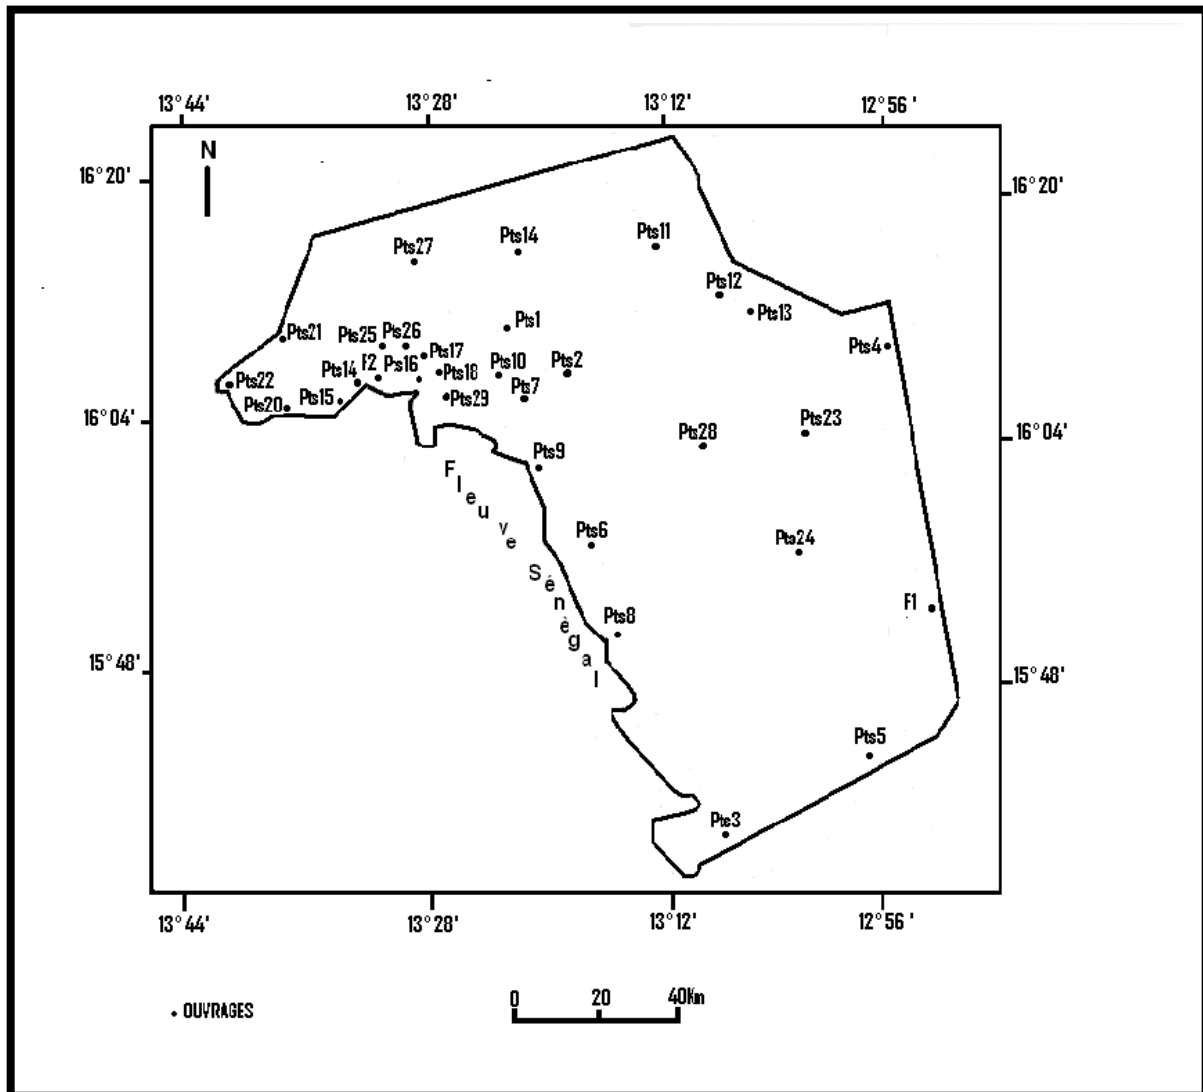 13°44' 13°28' 13°12' 12°56'
N
16°20' 16°20'
Pts11
Pts14
Pts27
Pts12
Pts13
Pts1
Pts21 Pts25 Pts26
Pts17
Pts4
Pts22 Pts14 F2 Pts16 Pts18 Pts10 Pts2
Pts20 Pts15 Pts29 Pts7
16°04' 16°04'
Pts23
Pts28
Pts9
Fleuve Sénègal
Pts6
Pts24
F1
Pts8
15°48' 15°48'
Pts5
Pts3
13°44' 13°28' 13°12' 12°56'
0 20 40Km
. OUVRAGES